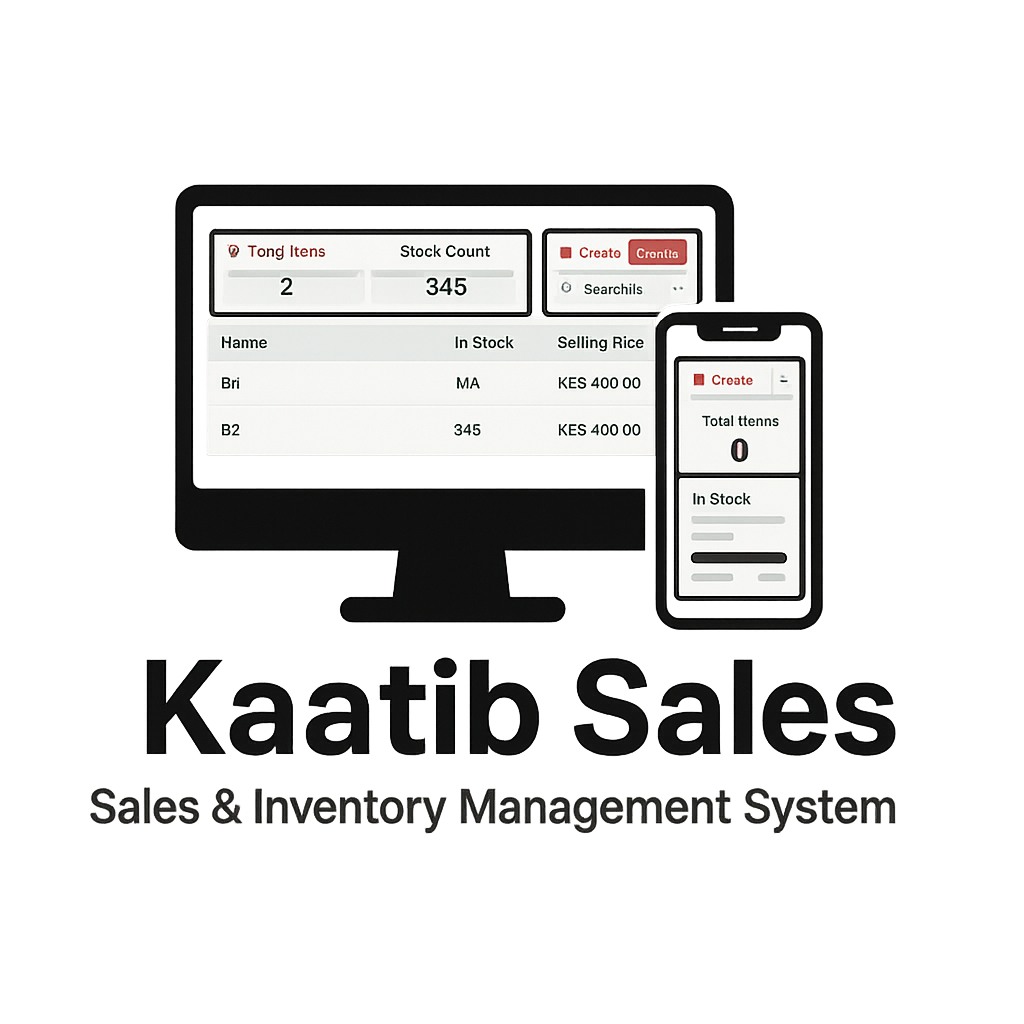 Tong Itens Stock Count
2 345
Create Crontls
Searchils
Hanme In Stock Selling Rice
Bri MA KES 400 00
B2 345 KES 400 00
Create
Total ttenns
0
In Stock
Kaatib Sales
Sales & Inventory Management System